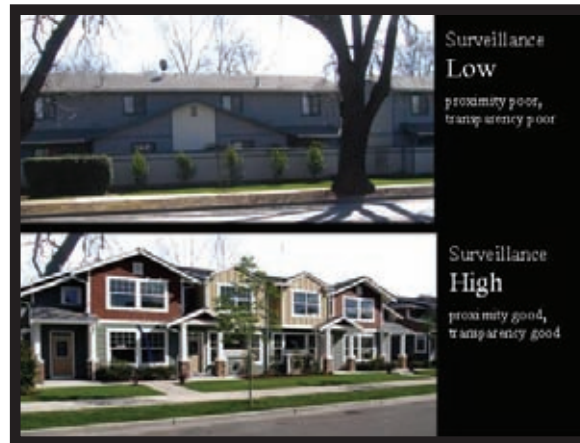 Surveillance
Low
proximity poor,
transparency poor
Surveillance
High
proximity good,
transparency good